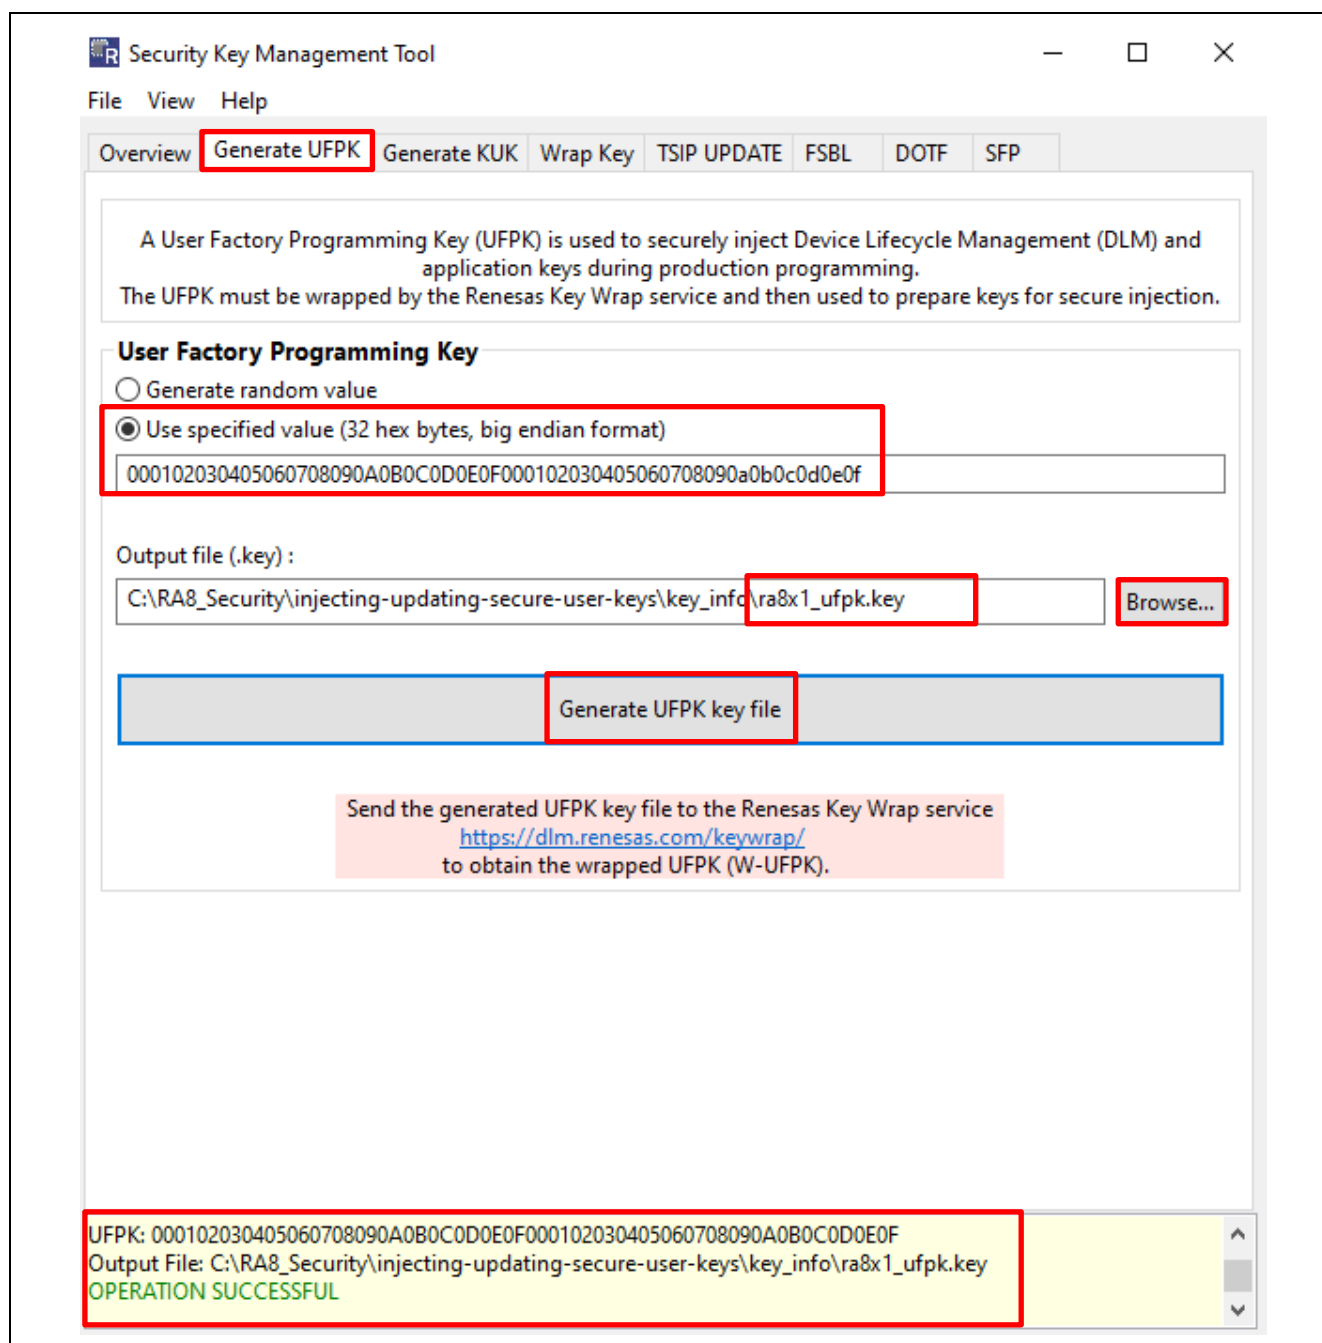 Security Key Management Tool
File View Help
Overview Generate UFPK Generate KUK Wrap Key TSIP UPDATE FSBL DOTF SFP
A User Factory Programming Key (UFPK) is used to securely inject Device Lifecycle Management (DLM) and
application keys during production programming.
The UFPK must be wrapped by the Renesas Key Wrap service and then used to prepare keys for secure injection.
User Factory Programming Key
Generate random value
Use specified value (32 hex bytes, big endian format)
000102030405060708090A0B0C0D0E0F000102030405060708090a0b0c0d0e0f
Output file (.key) :
C:\RA8_Security\injecting-updating-secure-user-keys\key_info\ra8x1_ufpk.key
Browse...
Generate UFPK key file
Send the generated UFPK key file to the Renesas Key Wrap service
https://dlm.renesas.com/keywrap/
to obtain the wrapped UFPK (W-UFPK).
UFPK: 000102030405060708090A0B0C0D0E0F000102030405060708090A0B0C0D0E0F
Output File: C:\RA8_Security\injecting-updating-secure-user-keys\key_info\ra8x1_ufpk.key
OPERATION SUCCESSFUL